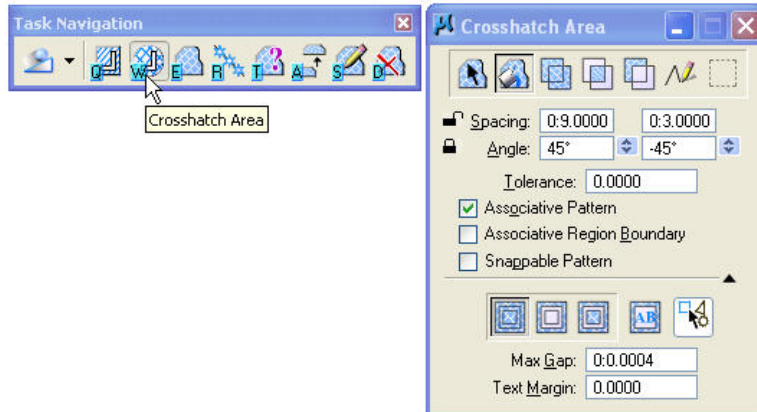 Task Navigation
Q W E R T A S D
Crosshatch Area
Crosshatch Area
Spacing: 0:9.0000 0:3.0000
Angle: 45° -45°
Tolerance: 0.0000
Associative Pattern
Associative Region Boundary
Snappable Pattern
AB
Max Gap: 0:0.0004
Text Margin: 0.0000